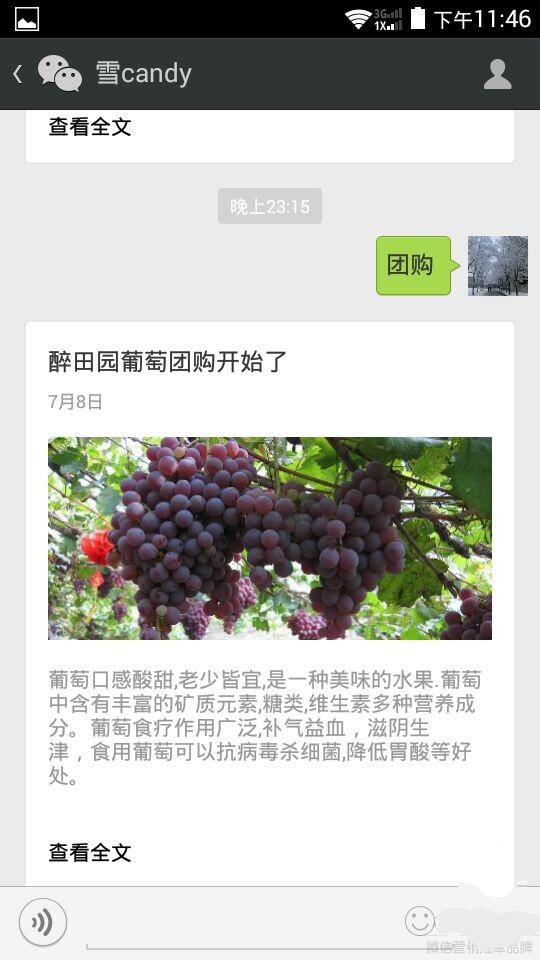 3G
1X
下午11:46
雪candy
查看全文
晚上23:15
团购
醉田园葡萄团购开始了
7月8日
葡萄口感酸甜,老少皆宜,是一种美味的水果.葡萄
中含有丰富的矿质元素,糖类,维生素多种营养成
分。葡萄食疗作用广泛,补气益血，滋阴生
津，食用葡萄可以抗病毒杀细菌,降低胃酸等好
处。
查看全文
微信营销冠军品牌